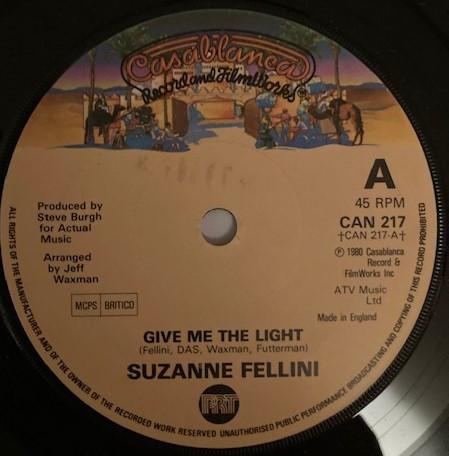 Casablanca
Record and FilmWorks
A
45 RPM
CAN 217
†CAN 217-A†
Ⓟ 1980 Casablanca
Record &
FilmWorks Inc
ATV Music
Ltd
Made in England
Produced by
Steve Burgh
for Actual
Music
Arranged
by Jeff
Waxman
MCPS BRITICO
GIVE ME THE LIGHT
(Fellini, DAS, Waxman, Futterman)
SUZANNE FELLINI
PRT
ALL RIGHTS OF THE MANUFACTURER AND OF THE OWNER OF THE RECORDED WORK RESERVED UNAUTHORISED PUBLIC PERFORMANCE BROADCASTING AND COPYING OF THIS RECORD PROHIBITED